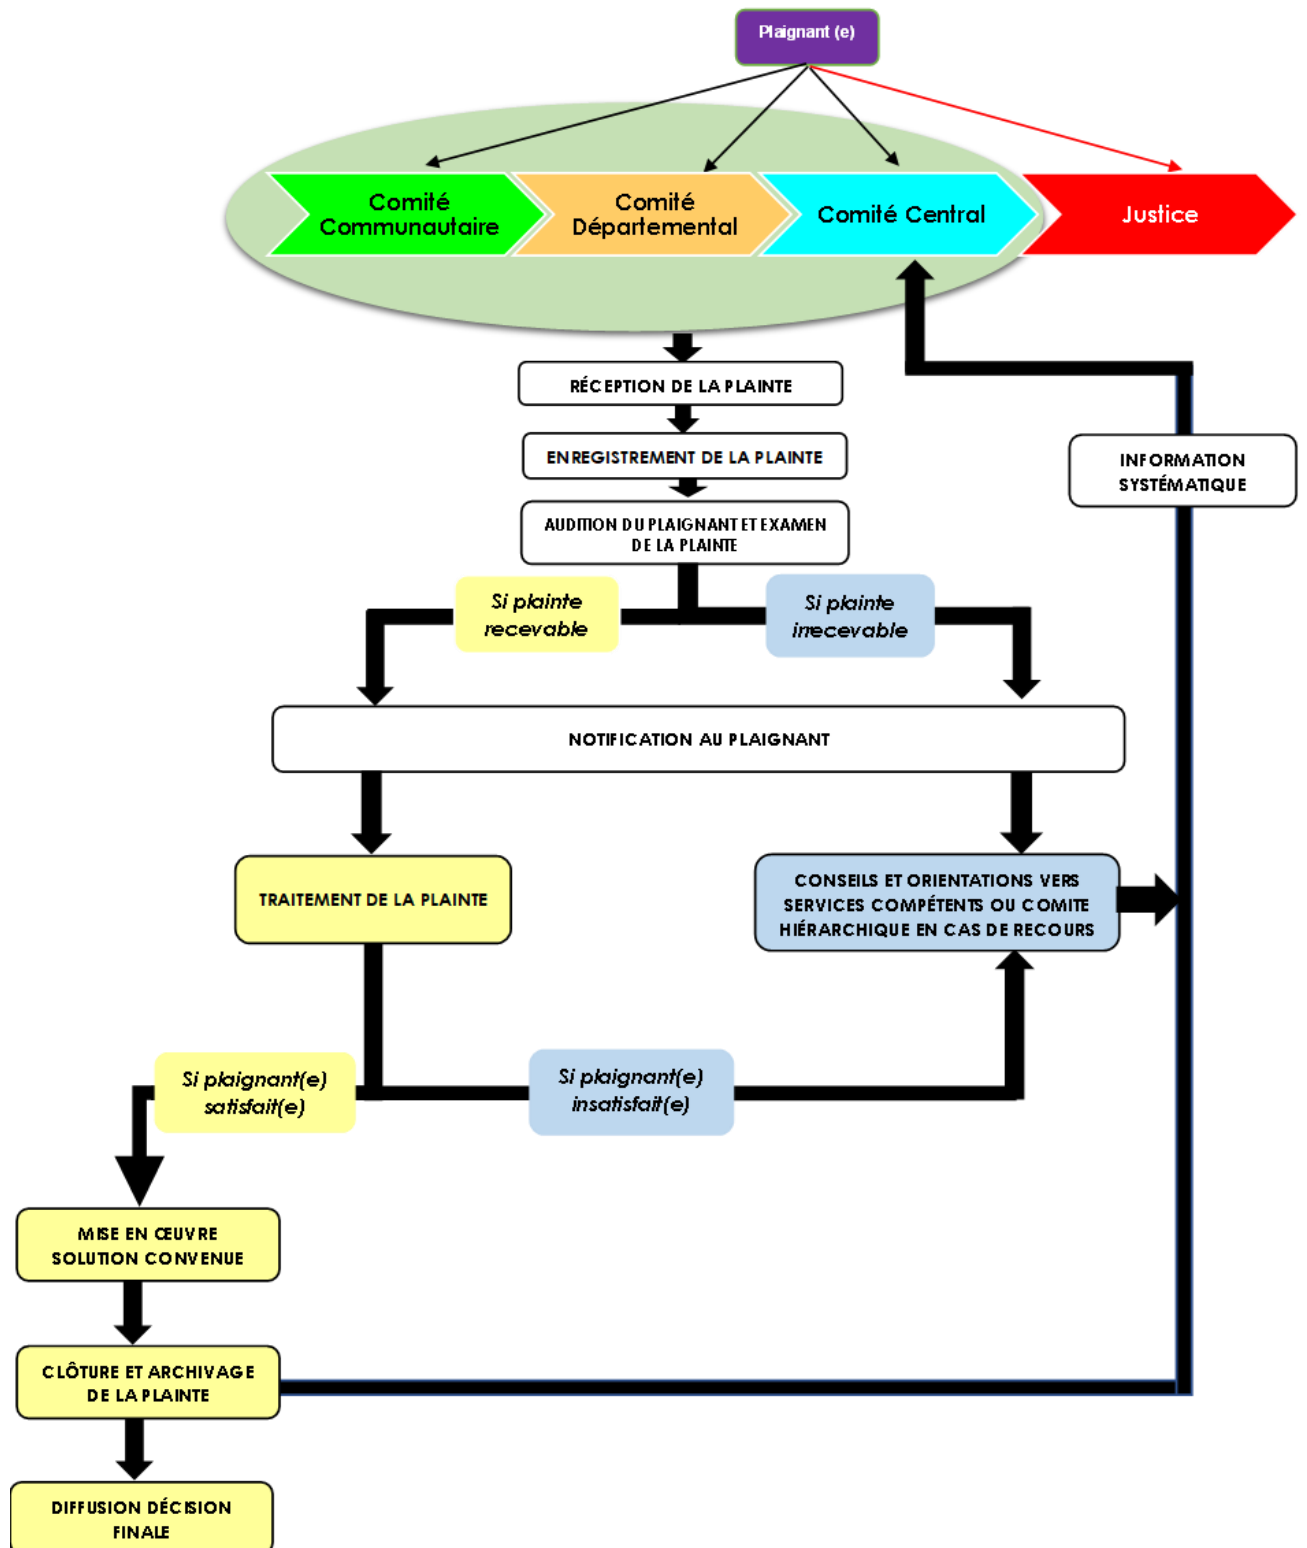 Plaignant (e)
Comité
Communautaire
Comité
Départemental
Comité Central
Justice
RÉCEPTION DE LA PLAINTE
ENREGISTREMENT DE LA PLAINTE
INFORMATION
SYSTÉMATIQUE
AUDITION DU PLAIGNANT ET EXAMEN
DE LA PLAINTE
Si plainte
recevable
Si plainte
irrecevable
NOTIFICATION AU PLAIGNANT
TRAITEMENT DE LA PLAINTE
CONSEILS ET ORIENTATIONS VERS
SERVICES COMPÉTENTS OU COMITE
HIÉRARCHIQUE EN CAS DE RECOURS
Si plaignant(e)
satisfait(e)
Si plaignant(e)
insatisfait(e)
MISE EN ŒUVRE
SOLUTION CONVENUE
CLÔTURE ET ARCHIVAGE
DE LA PLAINTE
DIFFUSION DÉCISION
FINALE